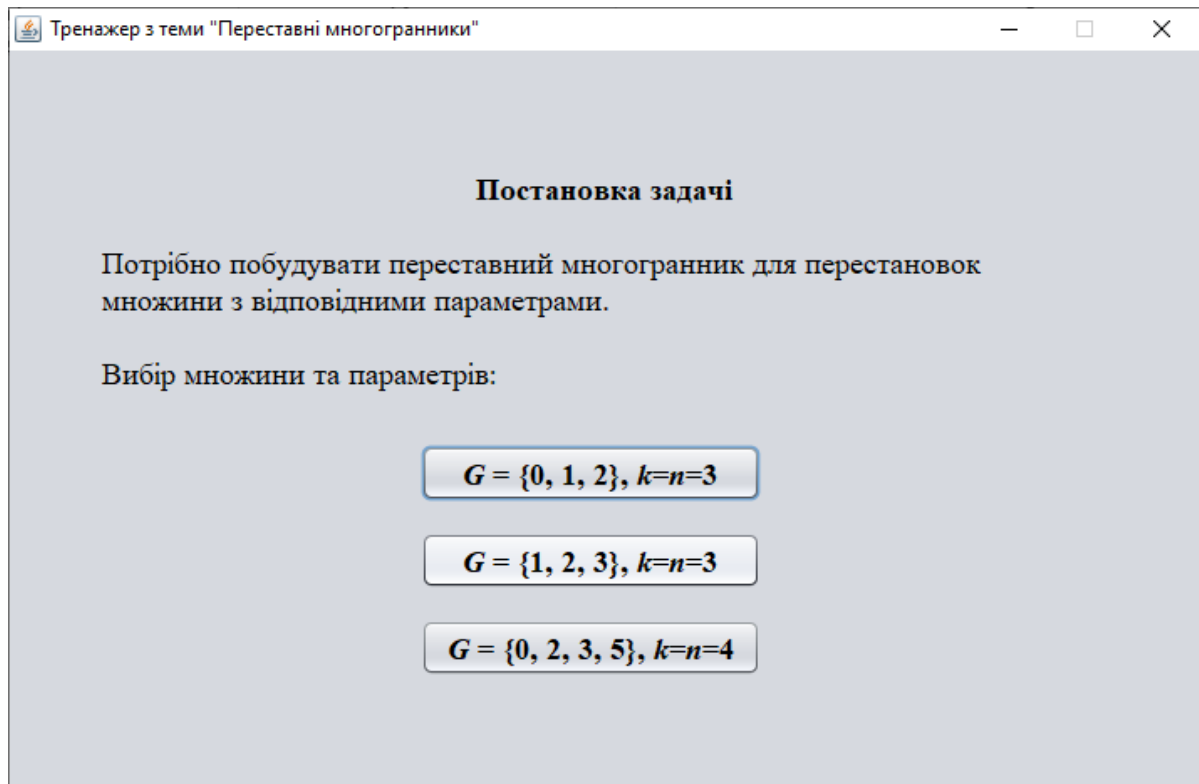 Тренажер з теми "Переставні многогранники"
Постановка задачі
Потрібно побудувати переставний многогранник для перестановок
множини з відповідними параметрами.
Вибір множини та параметрів:
G = {0, 1, 2}, k=n=3
G = {1, 2, 3}, k=n=3
G = {0, 2, 3, 5}, k=n=4